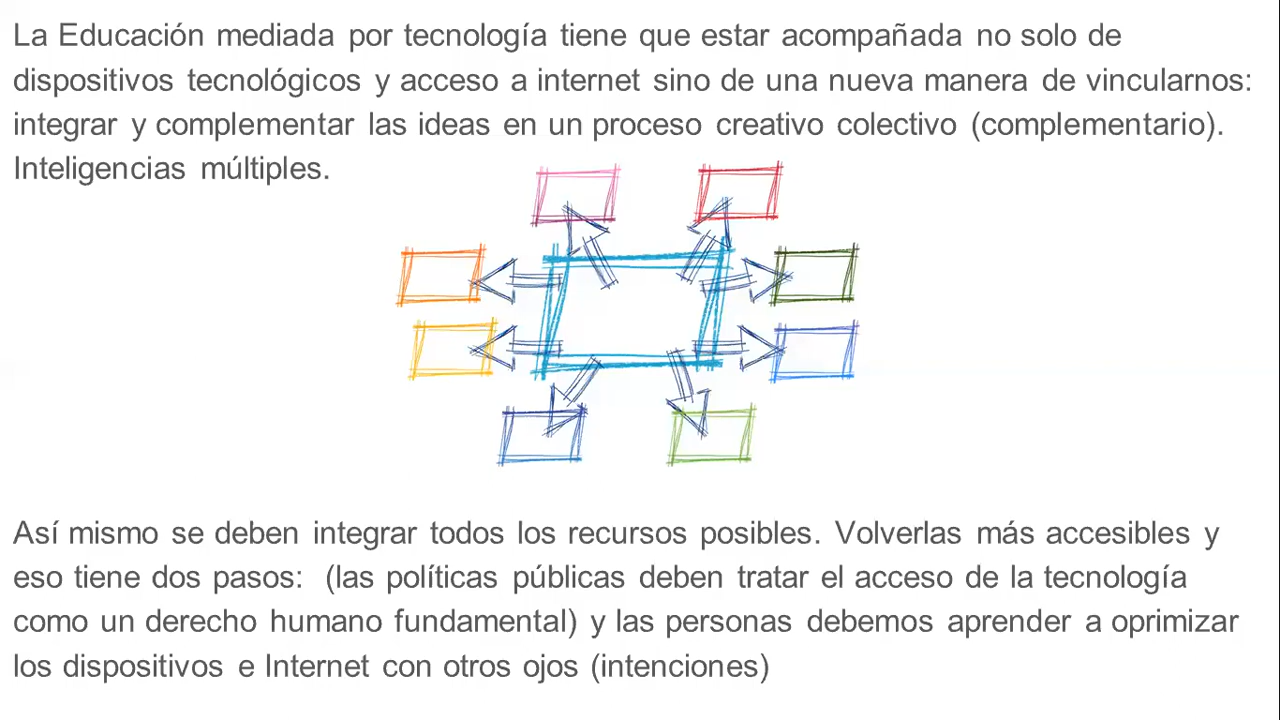 La Educación mediada por tecnología tiene que estar acompañada no solo de
dispositivos tecnológicos y acceso a internet sino de una nueva manera de vincularnos:
integrar y complementar las ideas en un proceso creativo colectivo (complementario).
Inteligencias múltiples.
Así mismo se deben integrar todos los recursos posibles. Volverlas más accesibles y
eso tiene dos pasos: (las políticas públicas deben tratar el acceso de la tecnología
como un derecho humano fundamental) y las personas debemos aprender a oprimizar
los dispositivos e Internet con otros ojos (intenciones)